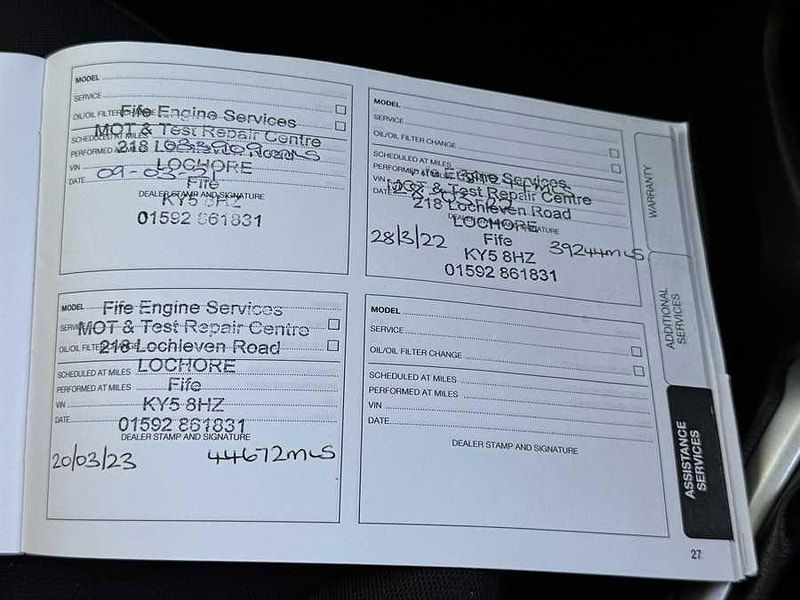 MODEL
SERVICE
OIL/OIL FILTER CHANGE
SCHEDULED AT MILES
PERFORMED AT MILES
VIN
DATE 09-03-21
DEALER STAMP AND SIGNATURE
Fife Engine Services
MOT & Test Repair Centre
218 Lochleven Road
LOCHORE
Fife
KY5 8HZ
01592 861831
MODEL
SERVICE
OIL/OIL FILTER CHANGE
SCHEDULED AT MILES
PERFORMED AT MILES
VIN
DATE
DEALER STAMP AND SIGNATURE
Fife Engine Services
MOT & Test Repair Centre
218 Lochleven Road
LOCHORE
Fife
KY5 8HZ
01592 861831
28/3/22 39244mLS
MODEL
SERVICE
OIL/OIL FILTER CHANGE
SCHEDULED AT MILES
PERFORMED AT MILES
VIN
DATE
DEALER STAMP AND SIGNATURE
Fife Engine Services
MOT & Test Repair Centre
218 Lochleven Road
LOCHORE
Fife
KY5 8HZ
01592 861831
20/03/23 44672mLS
MODEL
SERVICE
OIL/OIL FILTER CHANGE
SCHEDULED AT MILES
PERFORMED AT MILES
VIN
DATE
DEALER STAMP AND SIGNATURE
WARRANTY
ADDITIONAL
SERVICES
ASSISTANCE
SERVICES
27